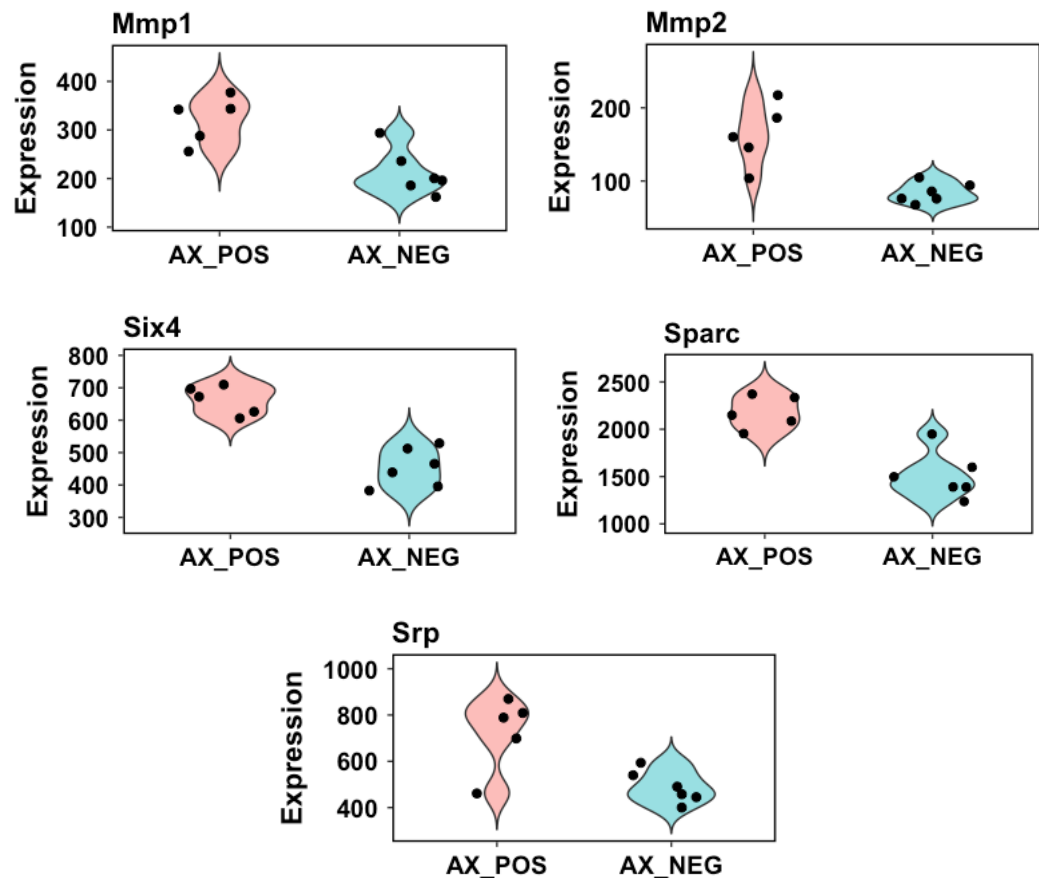 Mmp1
Expression
400
300
200
100
AX_POS AX_NEG
Mmp2
Expression
200
100
AX_POS AX_NEG
Six4
Expression
800
700
600
500
400
300
AX_POS AX_NEG
Sparc
Expression
2500
2000
1500
1000
AX_POS AX_NEG
Srp
Expression
1000
800
600
400
AX_POS AX_NEG